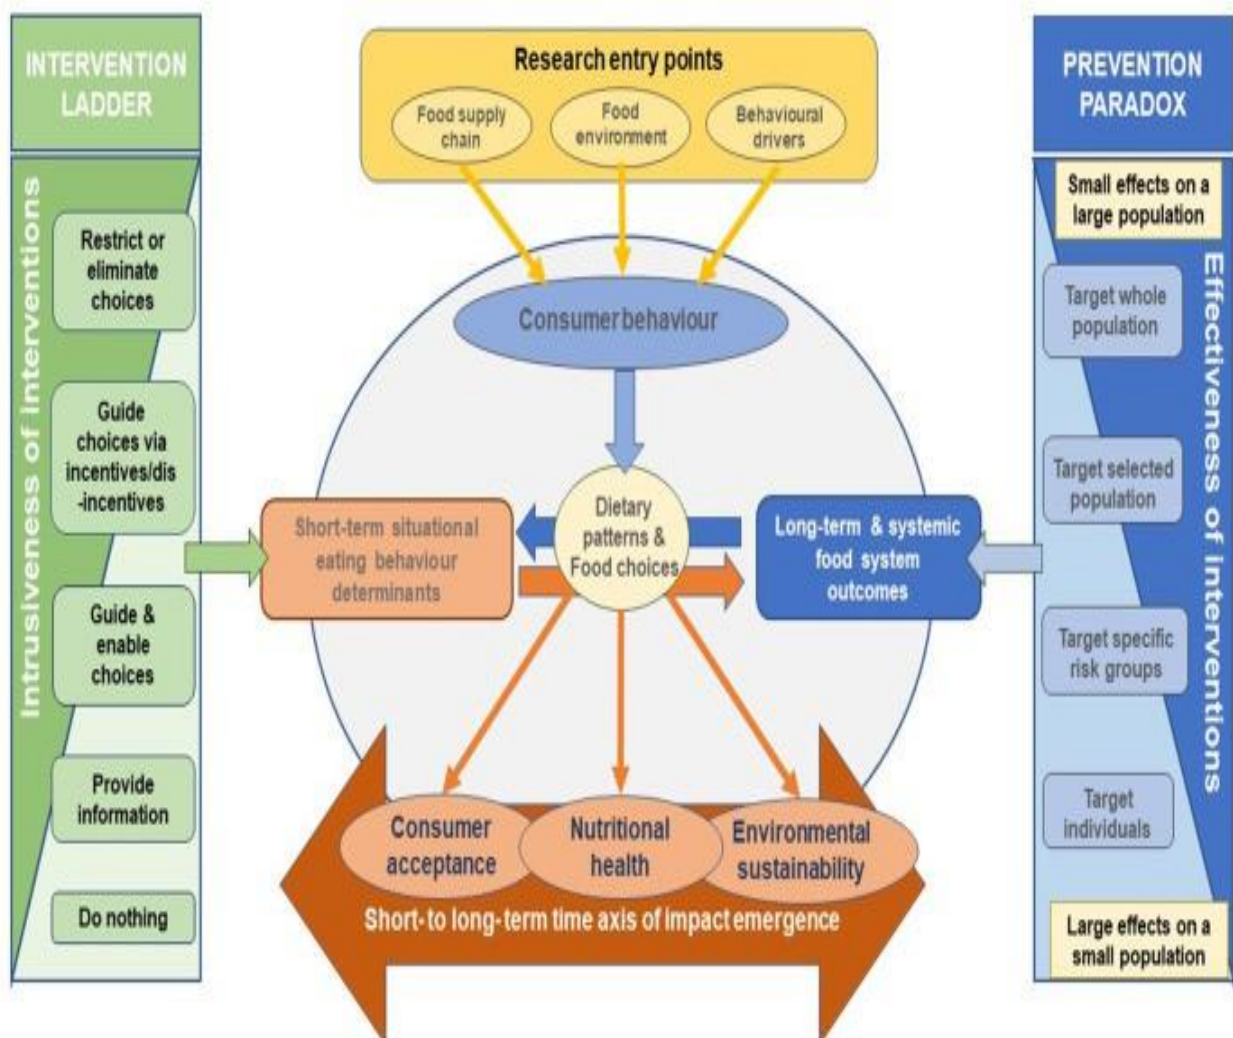 INTERVENTION
LADDER
Intrusiveness of interventions
Restrict or
eliminate
choices
Guide
choices via
incentives/dis
-incentives
Guide &
enable
choices
Provide
information
Do nothing
Research entry points
Food supply
chain
Food
environment
Behavioural
drivers
Consumer behaviour
Short-term situational
eating behaviour
determinants
Dietary
patterns &
Food choices
Long-term & systemic
food system
outcomes
Consumer
acceptance
Nutritional
health
Environmental
sustainability
Short- to long- term time axis of impact emergence
PREVENTION
PARADOX
Small effects on a
large population
Target whole
population
Target selected
population
Target specific
risk groups
Target
individuals
Large effects on a
small population
Effectiveness of interventions